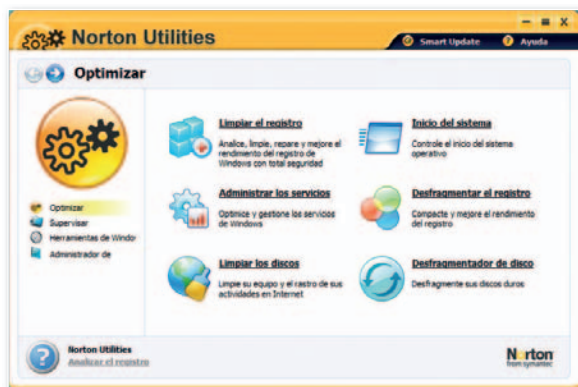 Norton Utilities
Smart Update
Ayuda
Optimizar
Optimizar
Supervisar
Herramientas de Windo
Administrador de
Limpiar el registro
Analice, limpie, repare y mejore el
rendimiento del registro de
Windows con total seguridad
Inicio del sistema
Controle el inicio del sistema
operativo
Administrar los servicios
Optimice y gestione los servicios
de Windows
Desfragmentar el registro
Compacte y mejore el rendimiento
del registro
Limpiar los discos
Limpie su equipo y el rastro de sus
actividades en Internet
Desfragmentador de disco
Desfragmente sus discos duros
Norton Utilities
Analizar el registro
Norton
from symantec